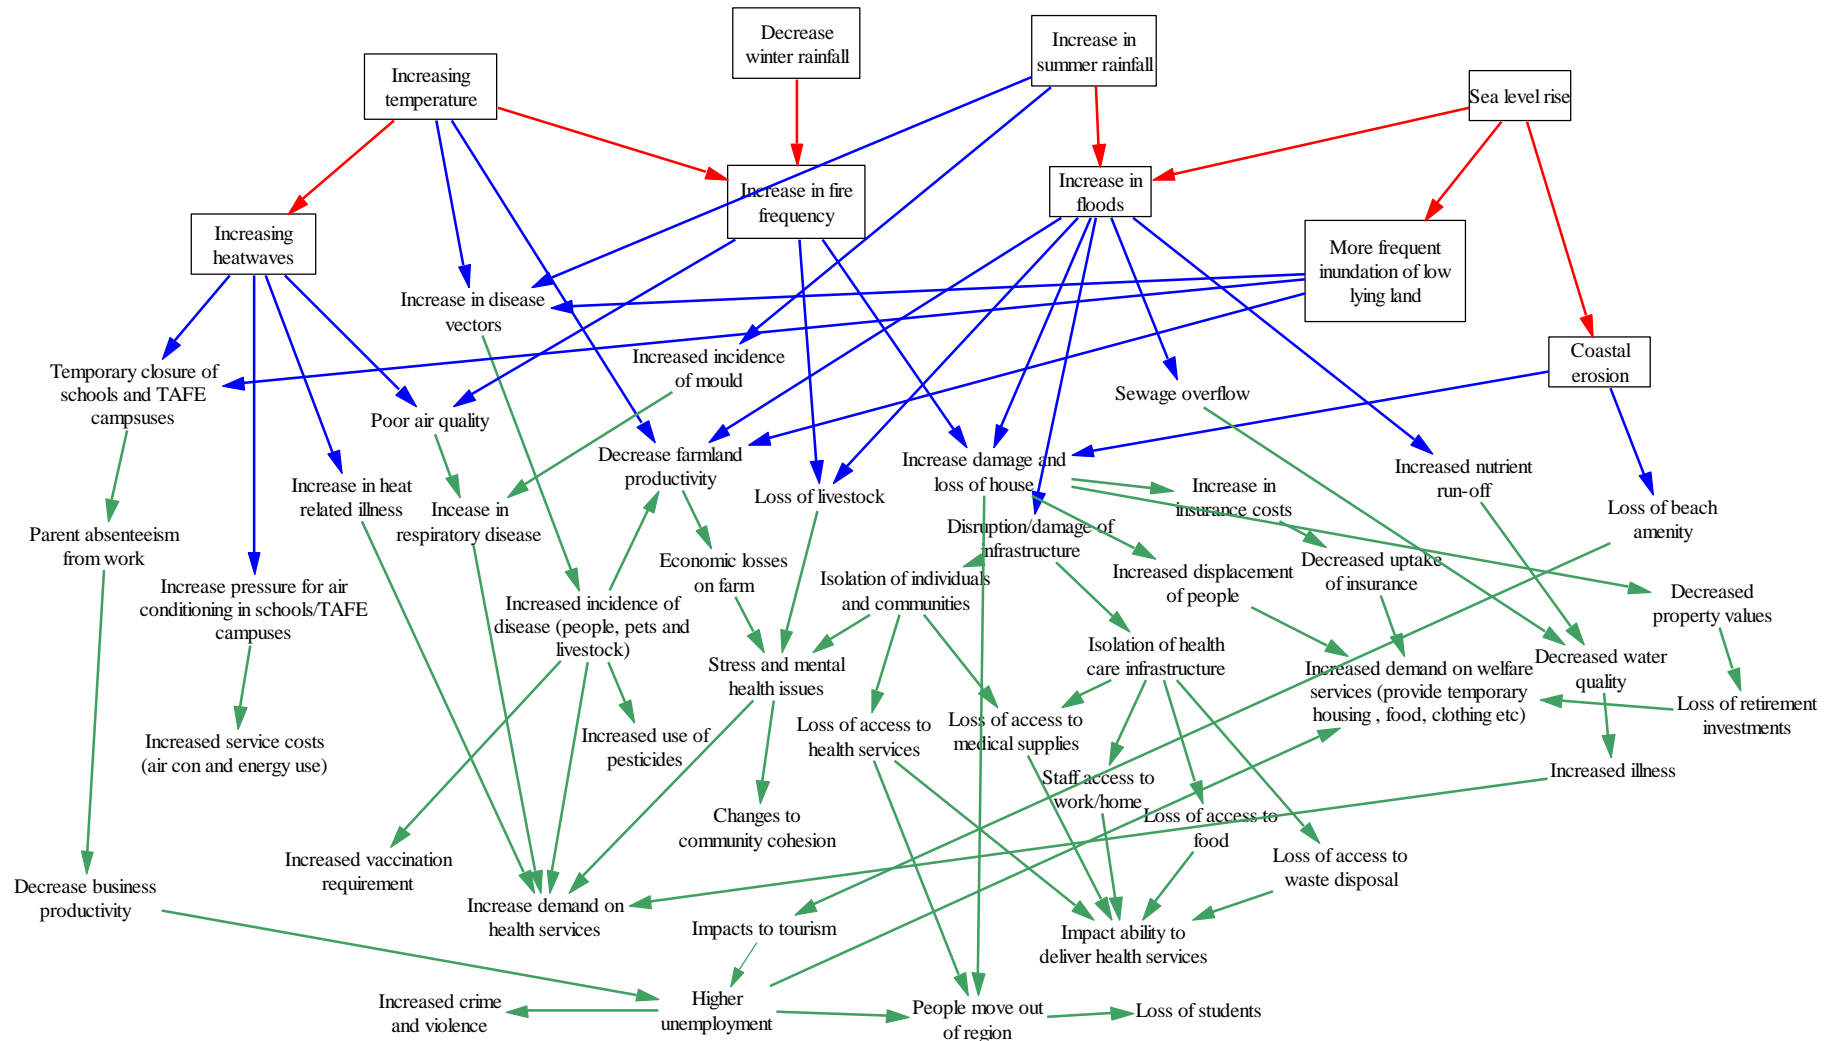 Decrease
winter rainfall
Increase in
summer rainfall
Increasing
temperature
Sea level rise
Increase in fire
frequency
Increase in
floods
Increasing
heatwaves
More frequent
inundation of low
lying land
Increase in disease
vectors
Coastal
erosion
Increased incidence
of mould
Temporary closure of
schools and TAFE
campsuses
Sewage overflow
Poor air quality
Decrease farmland
productivity
Increase damage and
loss of house
Increased nutrient
run-off
Increase in heat
related illness
Loss of livestock
Increase in
insurance costs
Loss of beach
amenity
Incease in
respiratory disease
Disruption/damage of
infrastructure
Parent absenteeism
from work
Economic losses
on farm
Decreased uptake
of insurance
Isolation of individuals
and communities
Increased displacement
of people
Increase pressure for air
conditioning in schools/TAFE
campuses
Increased incidence of
disease (people, pets and
livestock)
Decreased
property values
Isolation of health
care infrastructure
Stress and mental
health issues
Increased demand on welfare
services (provide temporary
housing , food, clothing etc)
Decreased water
quality
Loss of retirement
investments
Loss of access to
health services
Loss of access to
medical supplies
Increased use of
pesticides
Increased service costs
(air con and energy use)
Staff access to
work/home
Increased illness
Changes to
community cohesion
Loss of access to
food
Increased vaccination
requirement
Loss of access to
waste disposal
Decrease business
productivity
Increase demand on
health services
Impacts to tourism
Impact ability to
deliver health services
Increased crime
and violence
Higher
unemployment
People move out
of region
Loss of students